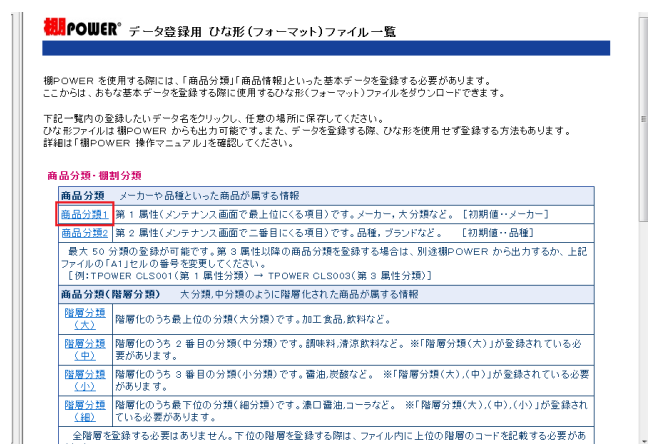 棚POWER® データ登録用 ひな形(フォーマット)ファイル一覧
棚POWER を使用する際には、「商品分類」「商品情報」といった基本データを登録する必要があります。
ここからは、おもな基本データを登録する際に使用するひな形(フォーマット)ファイルをダウンロードできます。
下記一覧内の登録したいデータ名をクリックし、任意の場所に保存してください。
ひな形ファイルは 棚POWER からも出力可能です。また、データを登録する際、ひな形を使用せず登録する方法もあります。
詳細は「棚POWER 操作マニュアル」を確認してください。
商品分類・棚割分類
商品分類 メーカーや品種といった商品が属する情報
商品分類1 第 1 属性(メンテナンス画面で最上位にくる項目)です。メーカー,大分類など。 [初期値・・メーカー]
商品分類2 第 2 属性(メンテナンス画面で二番目にくる項目)です。品種,ブランドなど。 [初期値・・品種]
最大 50 分類の登録が可能です。第 3 属性以降の商品分類を登録する場合は、別途棚POWER から出力するか、上記
ファイルの「A1」セルの番号を変更してください。
[例:TPOWER CLS001(第 1 属性分類) → TPOWER CLS003(第 3 属性分類)]
商品分類(階層分類) 大分類,中分類のように階層化された商品が属する情報
階層分類
(大) 階層化のうち最上位の分類(大分類)です。加工食品,飲料など。
階層分類
(中) 階層化のうち 2 番目の分類(中分類)です。調味料,清涼飲料など。 ※「階層分類(大)」が登録されている必
要があります。
階層分類
(小) 階層化のうち 3 番目の分類(小分類)です。醤油,炭酸など。 ※「階層分類(大),(中)」が登録されている必要
があります。
階層分類
(細) 階層化のうち最下位の分類(細分類)です。濃口醤油,コーラなど。 ※「階層分類(大),(中),(小)」が登録され
ている必要があります。
全階層を登録する必要はありません。下位の階層を登録する際は、ファイル内に上位の階層のコードを記載する必要があ